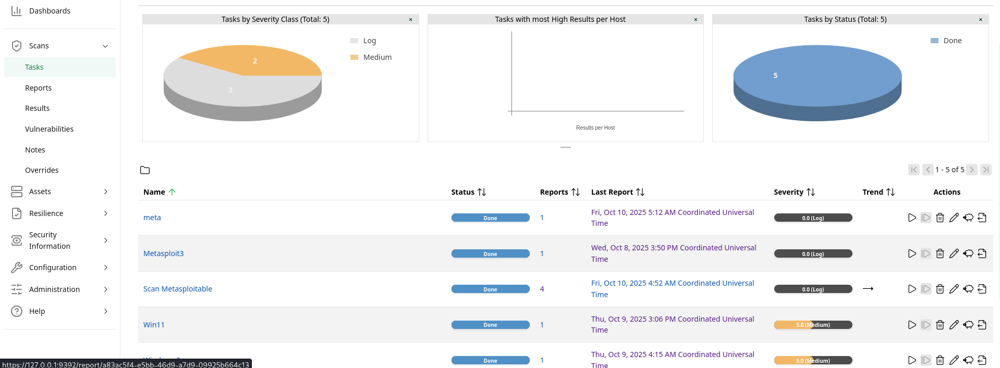 Dashboards
Scans
Tasks
Reports
Results
Vulnerabilities
Notes
Overrides
Assets
Resilience
Security
Information
Configuration
Administration
Help
Tasks by Severity Class (Total: 5) ×
Log
Medium
2
3
Tasks with most High Results per Host ×
Results per Host
Tasks by Status (Total: 5) ×
Done
5
1 - 5 of 5
Name Status Reports Last Report Severity Trend Actions
meta Done 1 Fri, Oct 10, 2025 5:12 AM Coordinated Universal 0.0 (Log)
Time
Metasploit3 Done 1 Wed, Oct 8, 2025 3:50 PM Coordinated Universal 0.0 (Log)
Time
Scan Metasploitable Done 4 Fri, Oct 10, 2025 4:52 AM Coordinated Universal 0.0 (Log)
Time
Win11 Done 1 Thu, Oct 9, 2025 3:06 PM Coordinated Universal 5.0 (Medium)
Time
Done 1 Thu, Oct 9, 2025 4:15 AM Coordinated Universal 5.0 (Medium)
Time
https://127.0.0.1:9392/report/a83ac5f4-e5bb-46d9-a7d9-09925b664c13